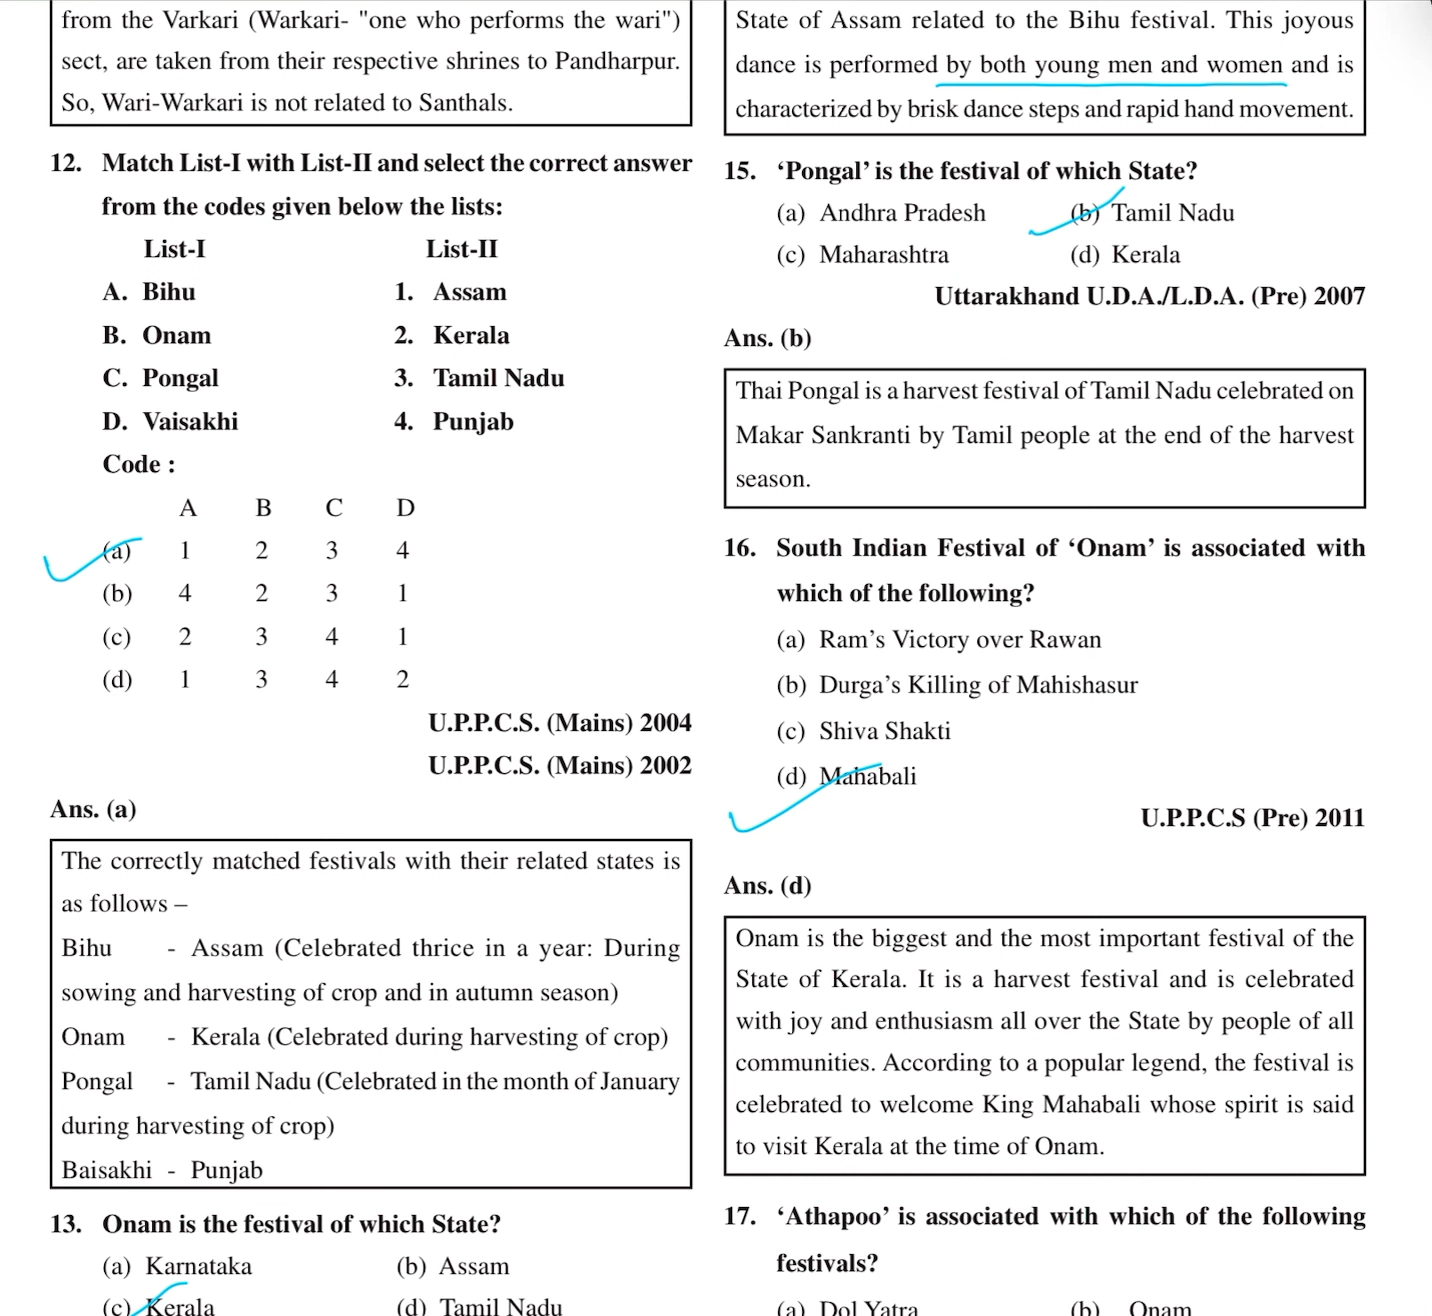 from the Varkari (Warkari- "one who performs the wari")
sect, are taken from their respective shrines to Pandharpur.
So, Wari-Warkari is not related to Santhals.
12. Match List-I with List-II and select the correct answer
from the codes given below the lists:
List-I List-II
A. Bihu 1. Assam
B. Onam 2. Kerala
C. Pongal 3. Tamil Nadu
D. Vaisakhi 4. Punjab
Code :
A B C D
(a) 1 2 3 4
(b) 4 2 3 1
(c) 2 3 4 1
(d) 1 3 4 2
U.P.P.C.S. (Mains) 2004
U.P.P.C.S. (Mains) 2002
Ans. (a)
The correctly matched festivals with their related states is
as follows –
Bihu - Assam (Celebrated thrice in a year: During
sowing and harvesting of crop and in autumn season)
Onam - Kerala (Celebrated during harvesting of crop)
Pongal - Tamil Nadu (Celebrated in the month of January
during harvesting of crop)
Baisakhi - Punjab
13. Onam is the festival of which State?
(a) Karnataka (b) Assam
(c) Kerala (d) Tamil Nadu
State of Assam related to the Bihu festival. This joyous
dance is performed by both young men and women and is
characterized by brisk dance steps and rapid hand movement.
15. ‘Pongal’ is the festival of which State?
(a) Andhra Pradesh (b) Tamil Nadu
(c) Maharashtra (d) Kerala
Uttarakhand U.D.A./L.D.A. (Pre) 2007
Ans. (b)
Thai Pongal is a harvest festival of Tamil Nadu celebrated on
Makar Sankranti by Tamil people at the end of the harvest
season.
16. South Indian Festival of ‘Onam’ is associated with
which of the following?
(a) Ram’s Victory over Rawan
(b) Durga’s Killing of Mahishasur
(c) Shiva Shakti
(d) Mahabali
U.P.P.C.S (Pre) 2011
Ans. (d)
Onam is the biggest and the most important festival of the
State of Kerala. It is a harvest festival and is celebrated
with joy and enthusiasm all over the State by people of all
communities. According to a popular legend, the festival is
celebrated to welcome King Mahabali whose spirit is said
to visit Kerala at the time of Onam.
17. ‘Athapoo’ is associated with which of the following
festivals?
(a) Dol Yatra (b) Onam